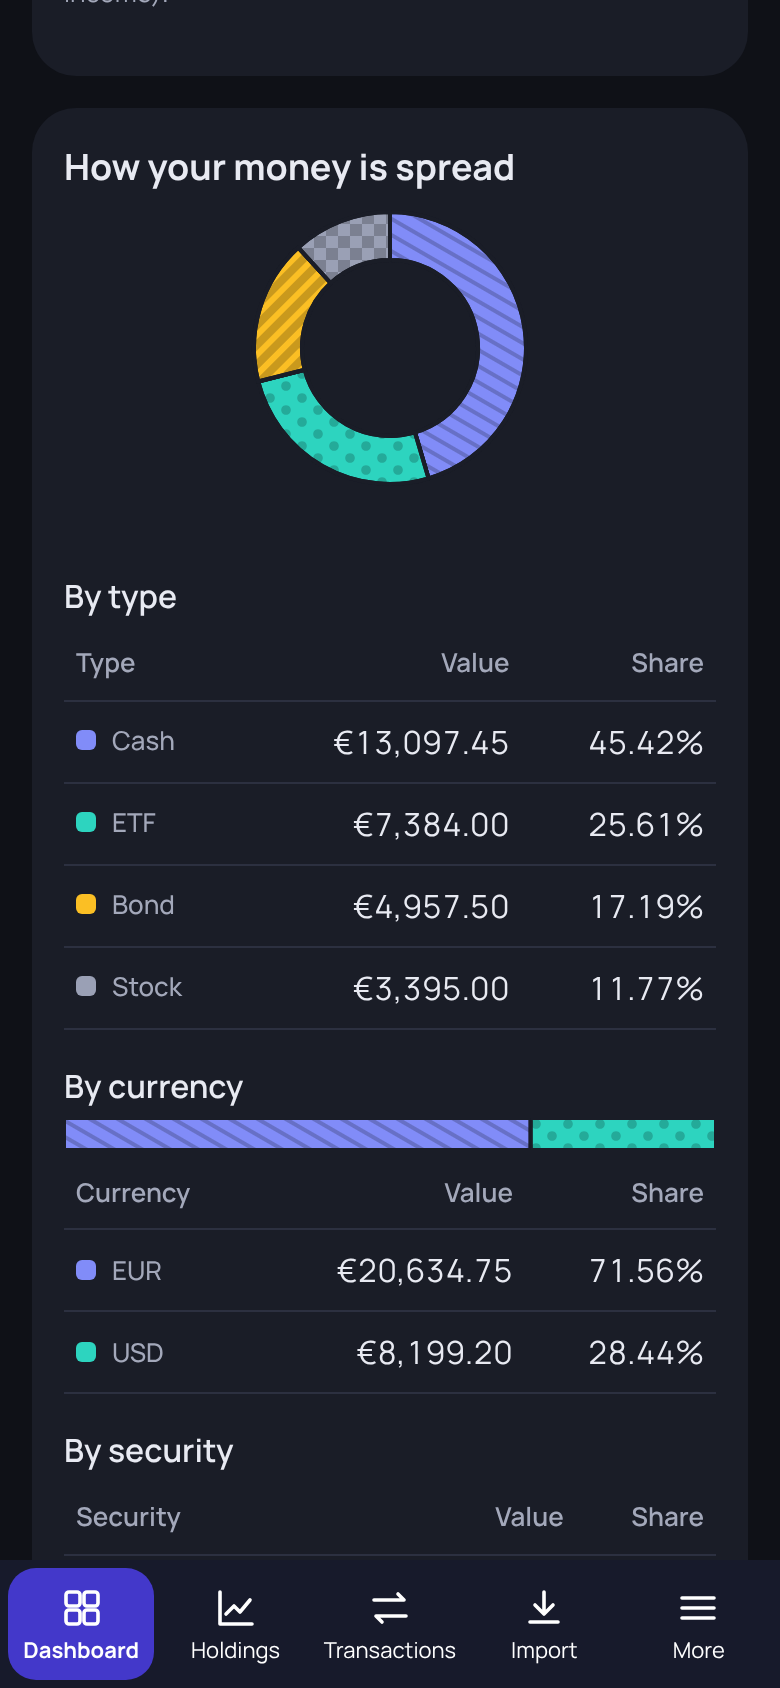 How your money is spread
By type
Type Value Share
Cash €13,097.45 45.42%
ETF €7,384.00 25.61%
Bond €4,957.50 17.19%
Stock €3,395.00 11.77%
By currency
Currency Value Share
EUR €20,634.75 71.56%
USD €8,199.20 28.44%
By security
Security Value Share
Dashboard Holdings Transactions Import More